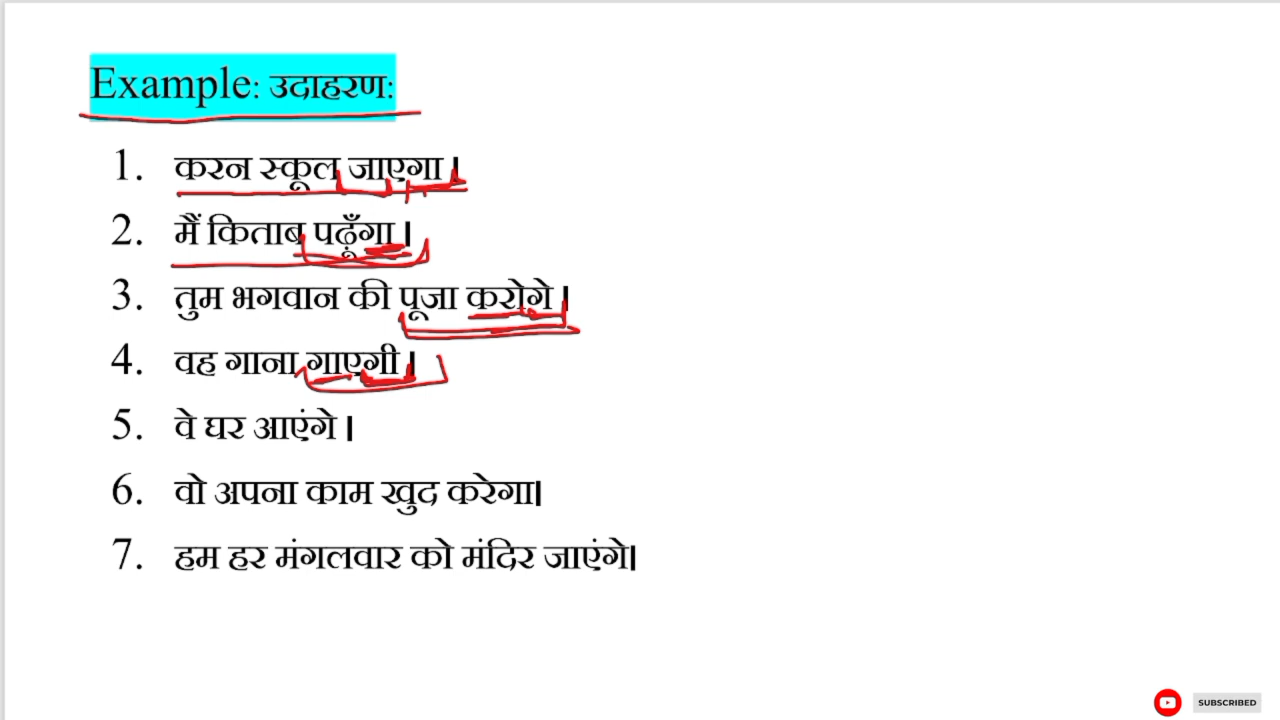 Example: उदाहरण:
1. करन स्कूल जाएगा ।
2. मैं किताब पढ़ूँगा ।
3. तुम भगवान की पूजा करोगे ।
4. वह गाना गाएगी ।
5. वे घर आएंगे ।
6. वो अपना काम खुद करेगा।
7. हम हर मंगलवार को मंदिर जाएंगे।
SUBSCRIBED